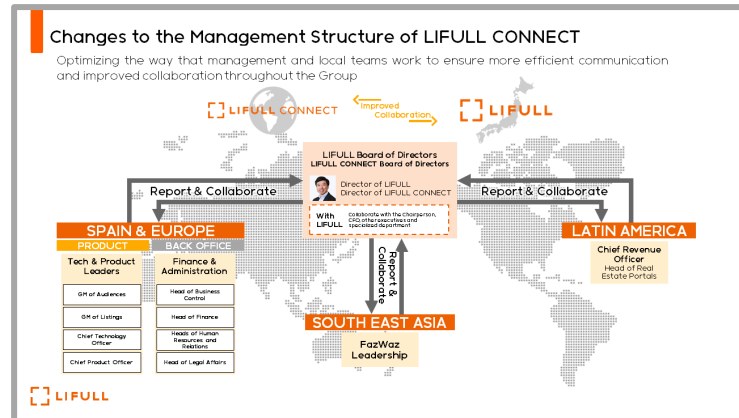 Changes to the Management Structure of LIFULL CONNECT
Optimizing the way that management and local teams work to ensure more efficient communication
and improved collaboration throughout the Group
LIFULL CONNECT
Improved
Collaboration
LIFULL
LIFULL Board of Directors
LIFULL CONNECT Board of Directors
Director of LIFULL
Director of LIFULL CONNECT
With
LIFULL
Collaborate with the Chairperson,
CFO, other executives and
specialized department
Report & Collaborate
Report & Collaborate
SPAIN & EUROPE
PRODUCT
BACK OFFICE
Tech & Product
Leaders
GM of Audiences
GM of Listings
Chief Technology
Officer
Chief Product Officer
Finance &
Administration
Head of Business
Control
Head of Finance
Heads of Human
Resources and
Relations
Head of Legal Affairs
Report &
Collaborate
SOUTH EAST ASIA
FazWaz
Leadership
LATIN AMERICA
Chief Revenue
Officer
Head of Real
Estate Portals
LIFULL